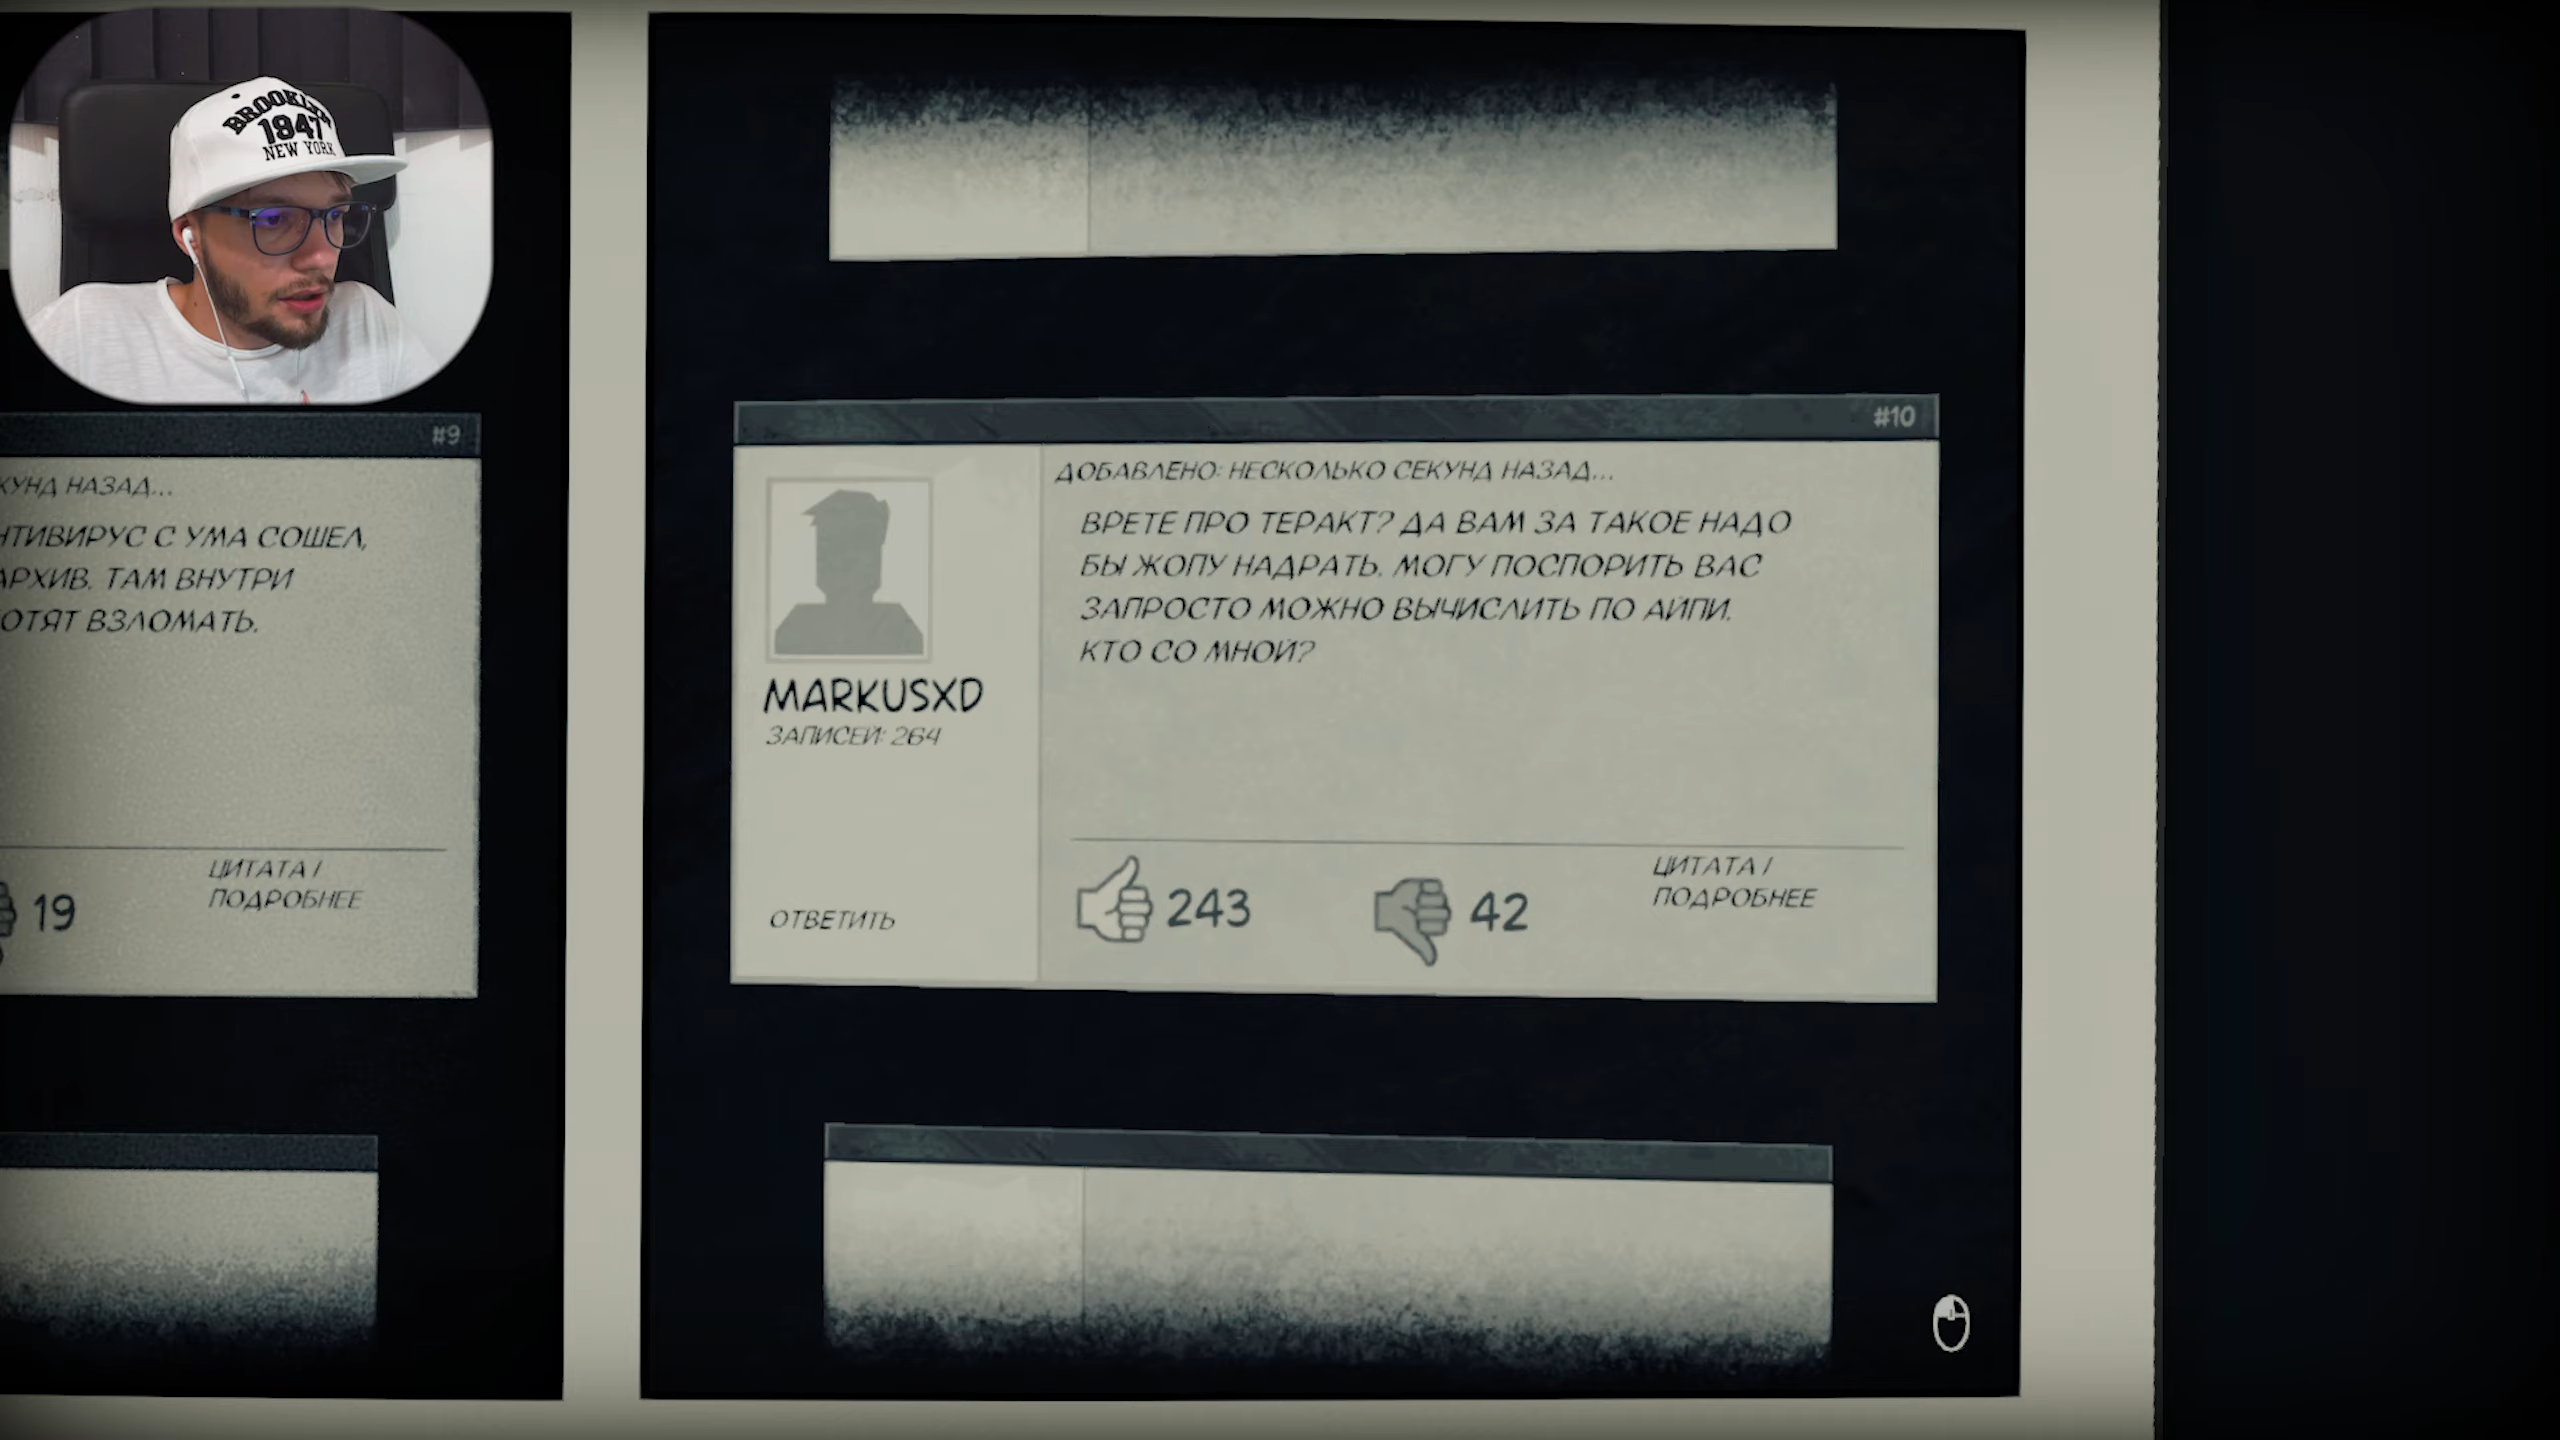 BROOKLYN
1947
NEW YORK
#9
КУНД НАЗАД...
НТИВИРУС С УМА СОШЕЛ,
АРХИВ. ТАМ ВНУТРИ
ОТЯТ ВЗЛОМАТЬ.
19
ЦИТАТА /
ПОДРОБНЕЕ
#10
ДОБАВЛЕНО: НЕСКОЛЬКО СЕКУНД НАЗАД...
ВРЕТЕ ПРО ТЕРАКТ? ДА ВАМ ЗА ТАКОЕ НАДО
БЫ ЖОПУ НАДРАТЬ. МОГУ ПОСПОРИТЬ ВАС
ЗАПРОСТО МОЖНО ВЫЧИСЛИТЬ ПО АЙПИ.
КТО СО МНОЙ?
MARKUSXD
ЗАПИСЕЙ: 264
ОТВЕТИТЬ
243
42
ЦИТАТА /
ПОДРОБНЕЕ